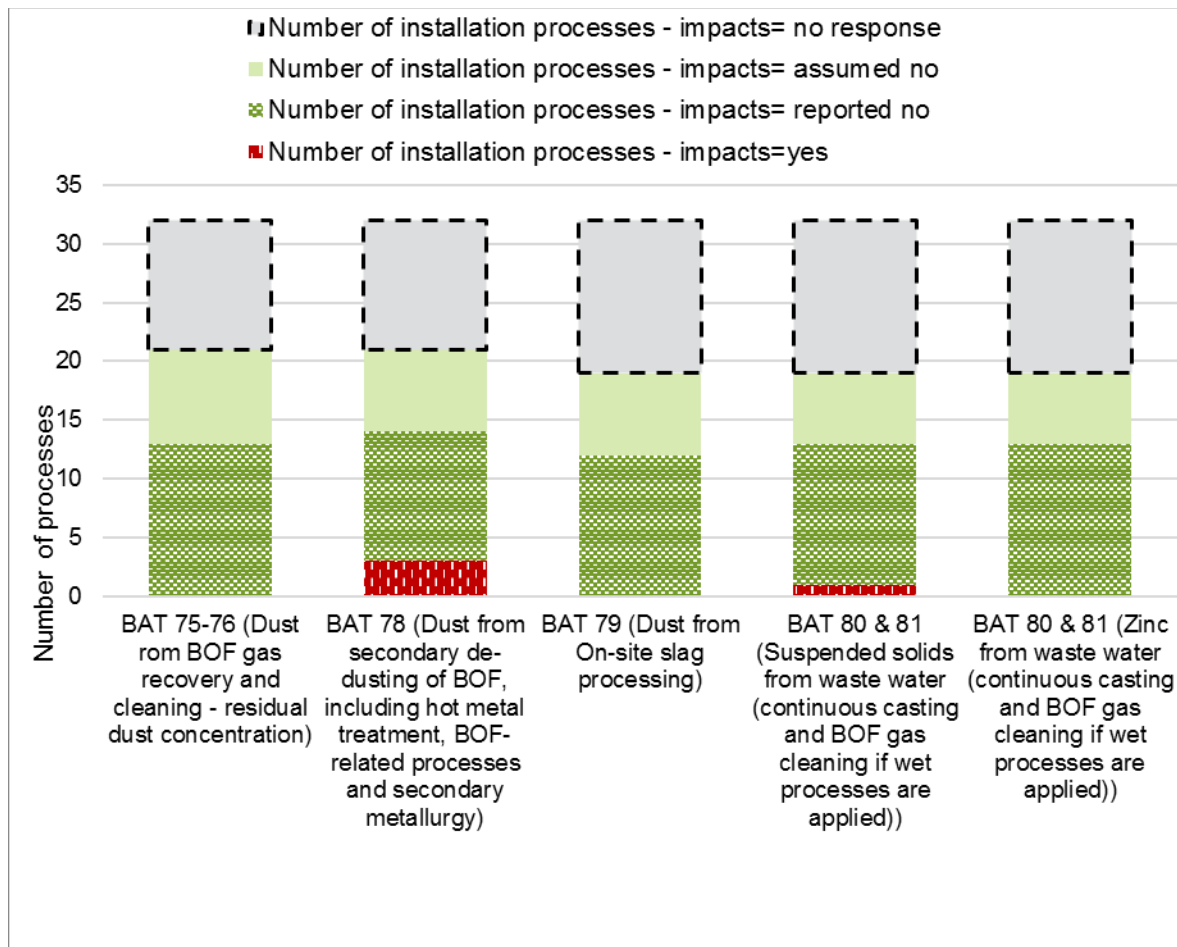 Number of installation processes - impacts= no response
Number of installation processes - impacts= assumed no
Number of installation processes - impacts= reported no
Number of installation processes - impacts=yes
Number of processes
35
30
25
20
15
10
5
0
BAT 75-76 (Dust
rom BOF gas
recovery and
cleaning - residual
dust concentration)
BAT 78 (Dust from
secondary de-
dusting of BOF,
including hot metal
treatment, BOF-
related processes
and secondary
metallurgy)
BAT 79 (Dust from
On-site slag
processing)
BAT 80 & 81
(Suspended solids
from waste water
(continuous casting
and BOF gas
cleaning if wet
processes are
applied))
BAT 80 & 81 (Zinc
from waste water
(continuous casting
and BOF gas
cleaning if wet
processes are
applied))